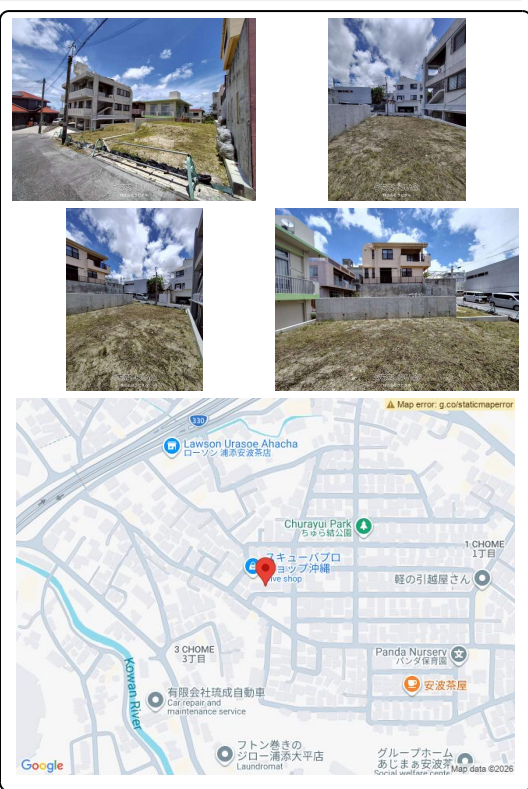 Map error: g.co/staticmaperror
330
Lawson Urasoe Ahacha
ローソン 浦添安波茶店
Churayui Park
ちゅら結公園
1 CHOME
1丁目
スキューバプロ
ショップ沖縄
ive shop
軽の引越屋さん
3 CHOME
3丁目
Panda Nursery
パンダ保育園
Kowan River
安波茶屋
有限会社琉成自動車
Car repair and
maintenance service
フトン巻きの
ジロー浦添大平店
Laundromat
グループホーム
あじまぁ安波茶
Social welfare cente
Google
Map data ©2026